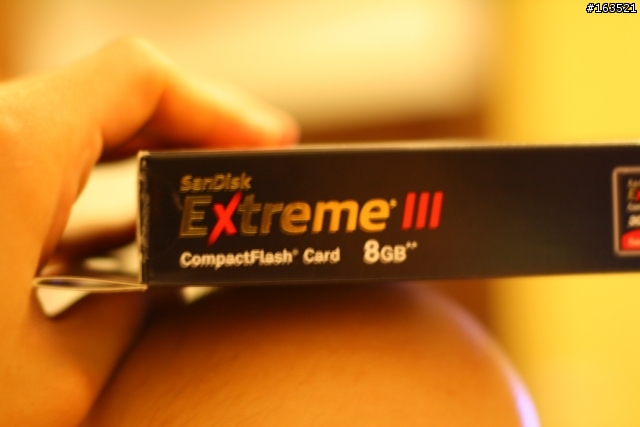 #163521
SanDisk
Extreme® III
CompactFlash® Card 8GB**